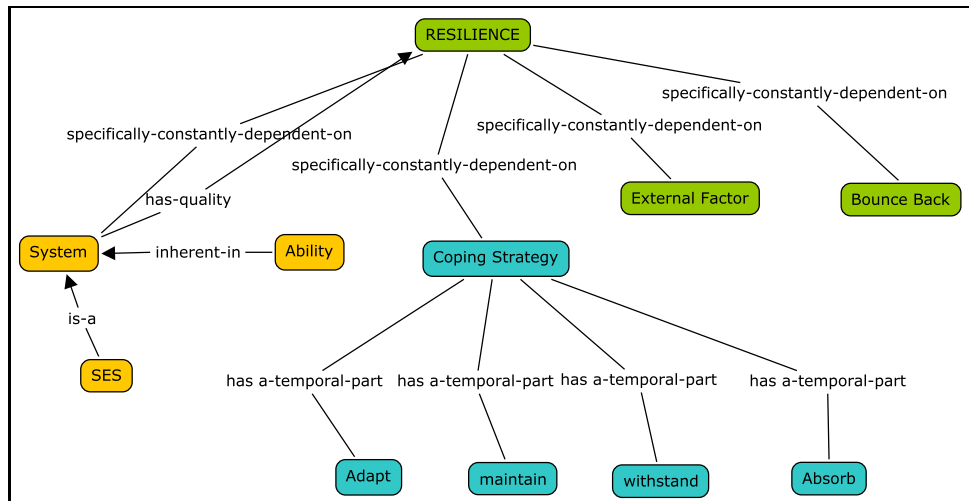 RESILIENCE
specifically-constantly-dependent-on
specifically-constantly-dependent-on
specifically-constantly-dependent-on
specifically-constantly-dependent-on
has-quality
External Factor
Bounce Back
System
inherent-in
Ability
Coping Strategy
is-a
SES
has a-temporal-part
has a-temporal-part
has a-temporal-part
has a-temporal-part
Adapt
maintain
withstand
Absorb